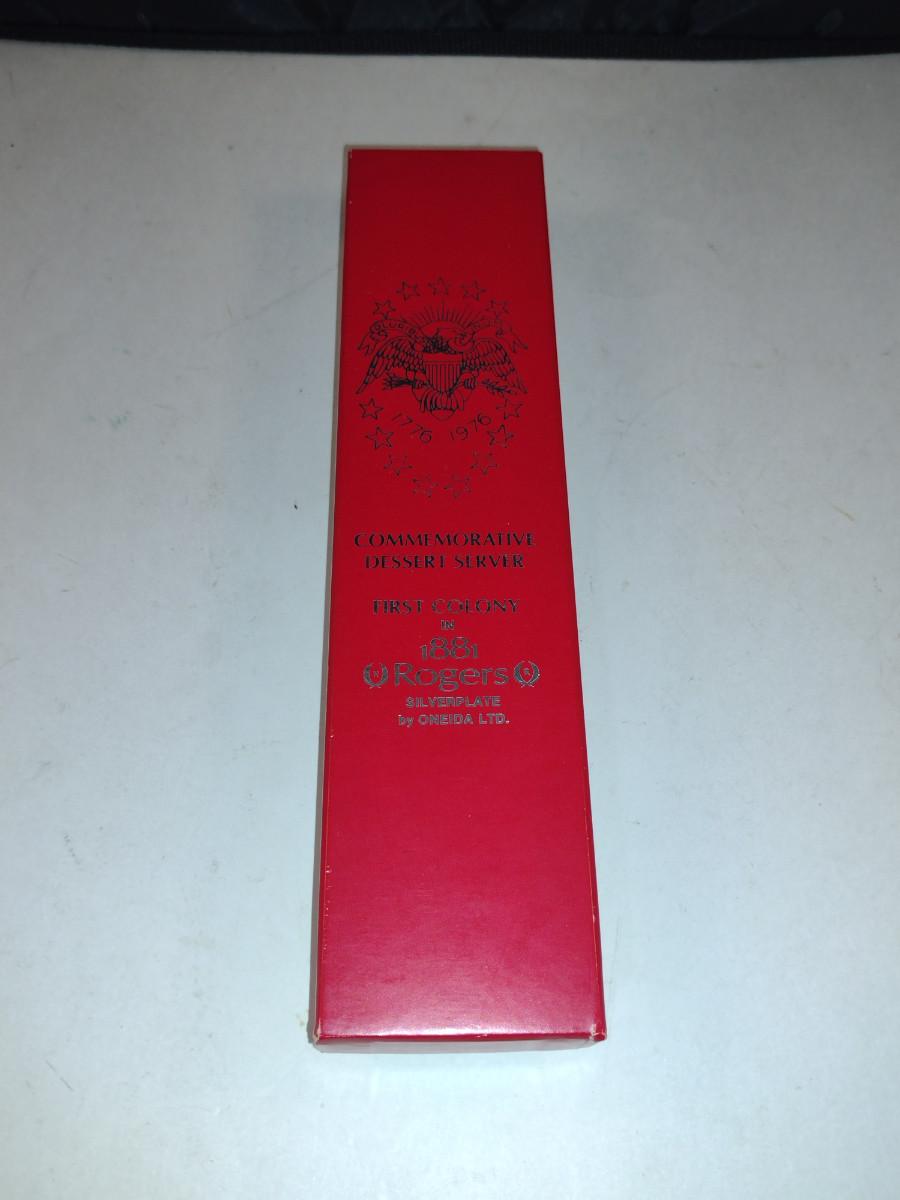 1776 1976
COMMEMORATIVE
DESSERT SERVER
FIRST COLONY
IN
1881
Rogers
SILVERPLATE
by ONEIDA LTD.